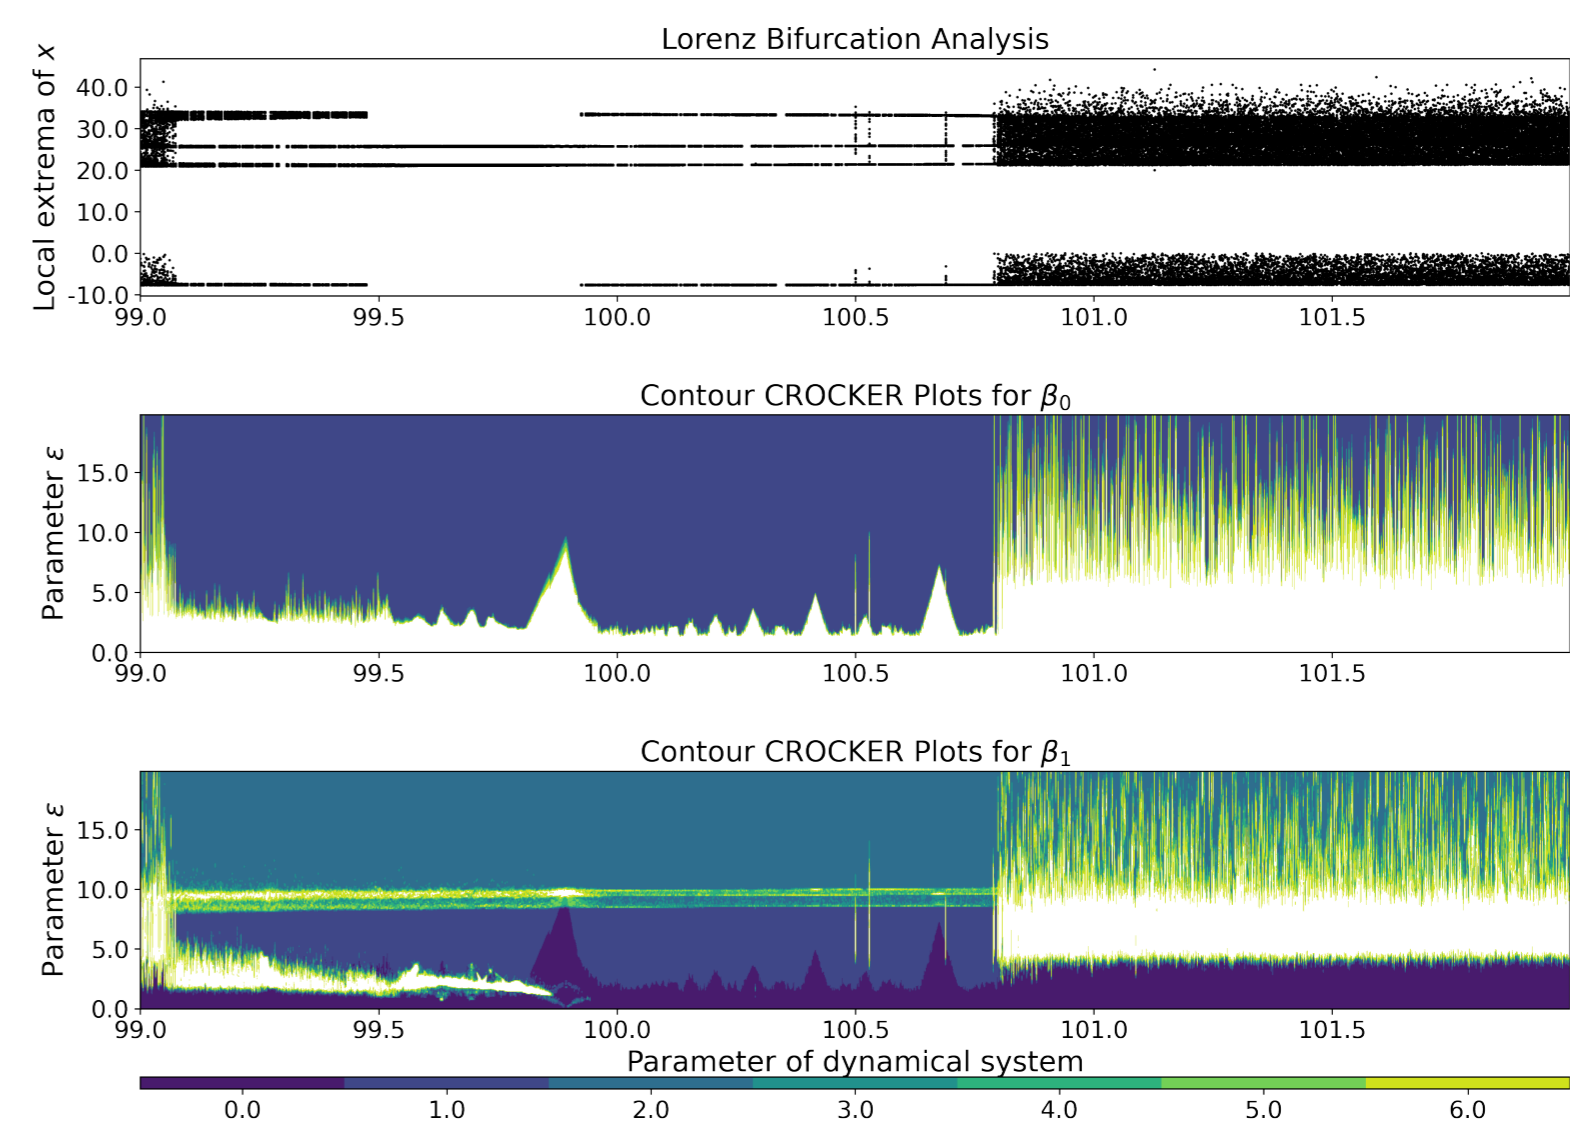 Lorenz Bifurcation Analysis
Local extrema of x
40.0
30.0
20.0
10.0
0.0
-10.0
99.0 99.5 100.0 100.5 101.0 101.5
Contour CROCKER Plots for β₀
Parameter ε
15.0
10.0
5.0
0.0
99.0 99.5 100.0 100.5 101.0 101.5
Contour CROCKER Plots for β₁
Parameter ε
15.0
10.0
5.0
0.0
99.0 99.5 100.0 100.5 101.0 101.5
Parameter of dynamical system
0.0 1.0 2.0 3.0 4.0 5.0 6.0